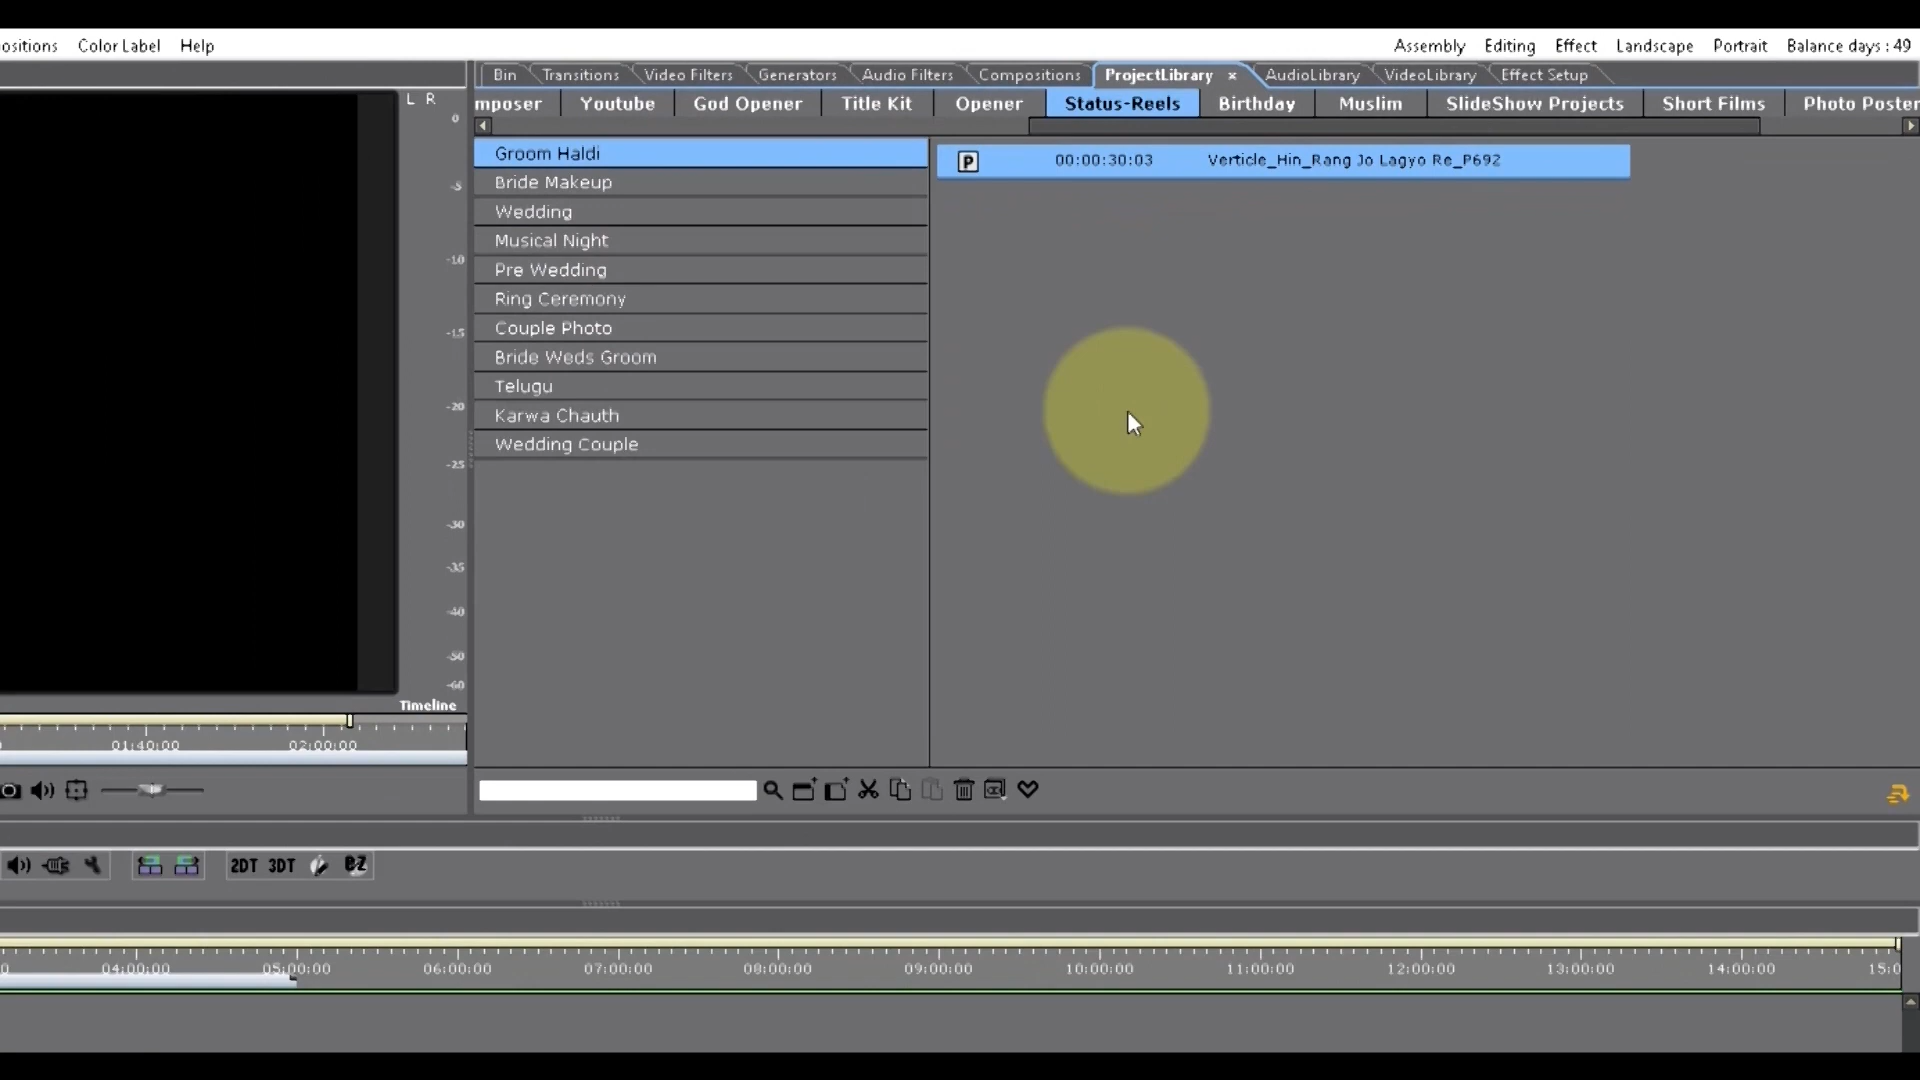 ositions Color Label Help Assembly Editing Effect Landscape Portrait Balance days : 49
Bin Transitions Video Filters Generators Audio Filters Compositions ProjectLibrary × AudioLibrary VideoLibrary Effect Setup
mposer Youtube God Opener Title Kit Opener Status-Reels Birthday Muslim SlideShow Projects Short Films Photo Poster
L R
0
-5
-10
-15
-20
-25
-30
-35
-40
-50
-60
Groom Haldi
Bride Makeup
Wedding
Musical Night
Pre Wedding
Ring Ceremony
Couple Photo
Bride Weds Groom
Telugu
Karwa Chauth
Wedding Couple
P 00:00:30:03 Verticle_Hin_Rang Jo Lagyo Re_P692
Timeline
01:40:00 02:00:00
2DT 3DT BZ
0 04:00:00 05:00:00 06:00:00 07:00:00 08:00:00 09:00:00 10:00:00 11:00:00 12:00:00 13:00:00 14:00:00 15:0